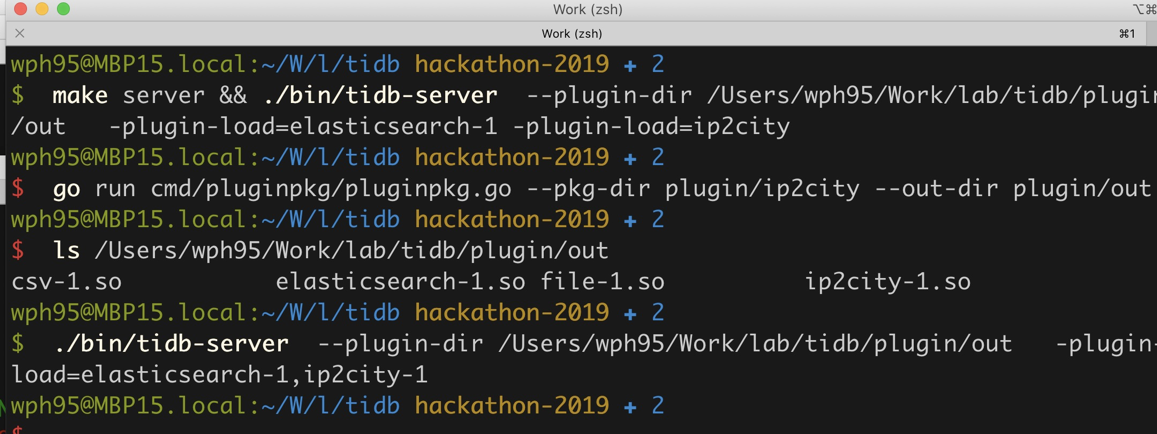 Work (zsh)
⌥⌘
Work (zsh) ⌘1
wph95@MBP15.local:~/W/l/tidb hackathon-2019 + 2
$ make server && ./bin/tidb-server --plugin-dir /Users/wph95/Work/lab/tidb/plugin
/out -plugin-load=elasticsearch-1 -plugin-load=ip2city
wph95@MBP15.local:~/W/l/tidb hackathon-2019 + 2
$ go run cmd/pluginpkg/pluginpkg.go --pkg-dir plugin/ip2city --out-dir plugin/out
wph95@MBP15.local:~/W/l/tidb hackathon-2019 + 2
$ ls /Users/wph95/Work/lab/tidb/plugin/out
csv-1.so elasticsearch-1.so file-1.so ip2city-1.so
wph95@MBP15.local:~/W/l/tidb hackathon-2019 + 2
$ ./bin/tidb-server --plugin-dir /Users/wph95/Work/lab/tidb/plugin/out -plugin-
load=elasticsearch-1,ip2city-1
wph95@MBP15.local:~/W/l/tidb hackathon-2019 + 2
$